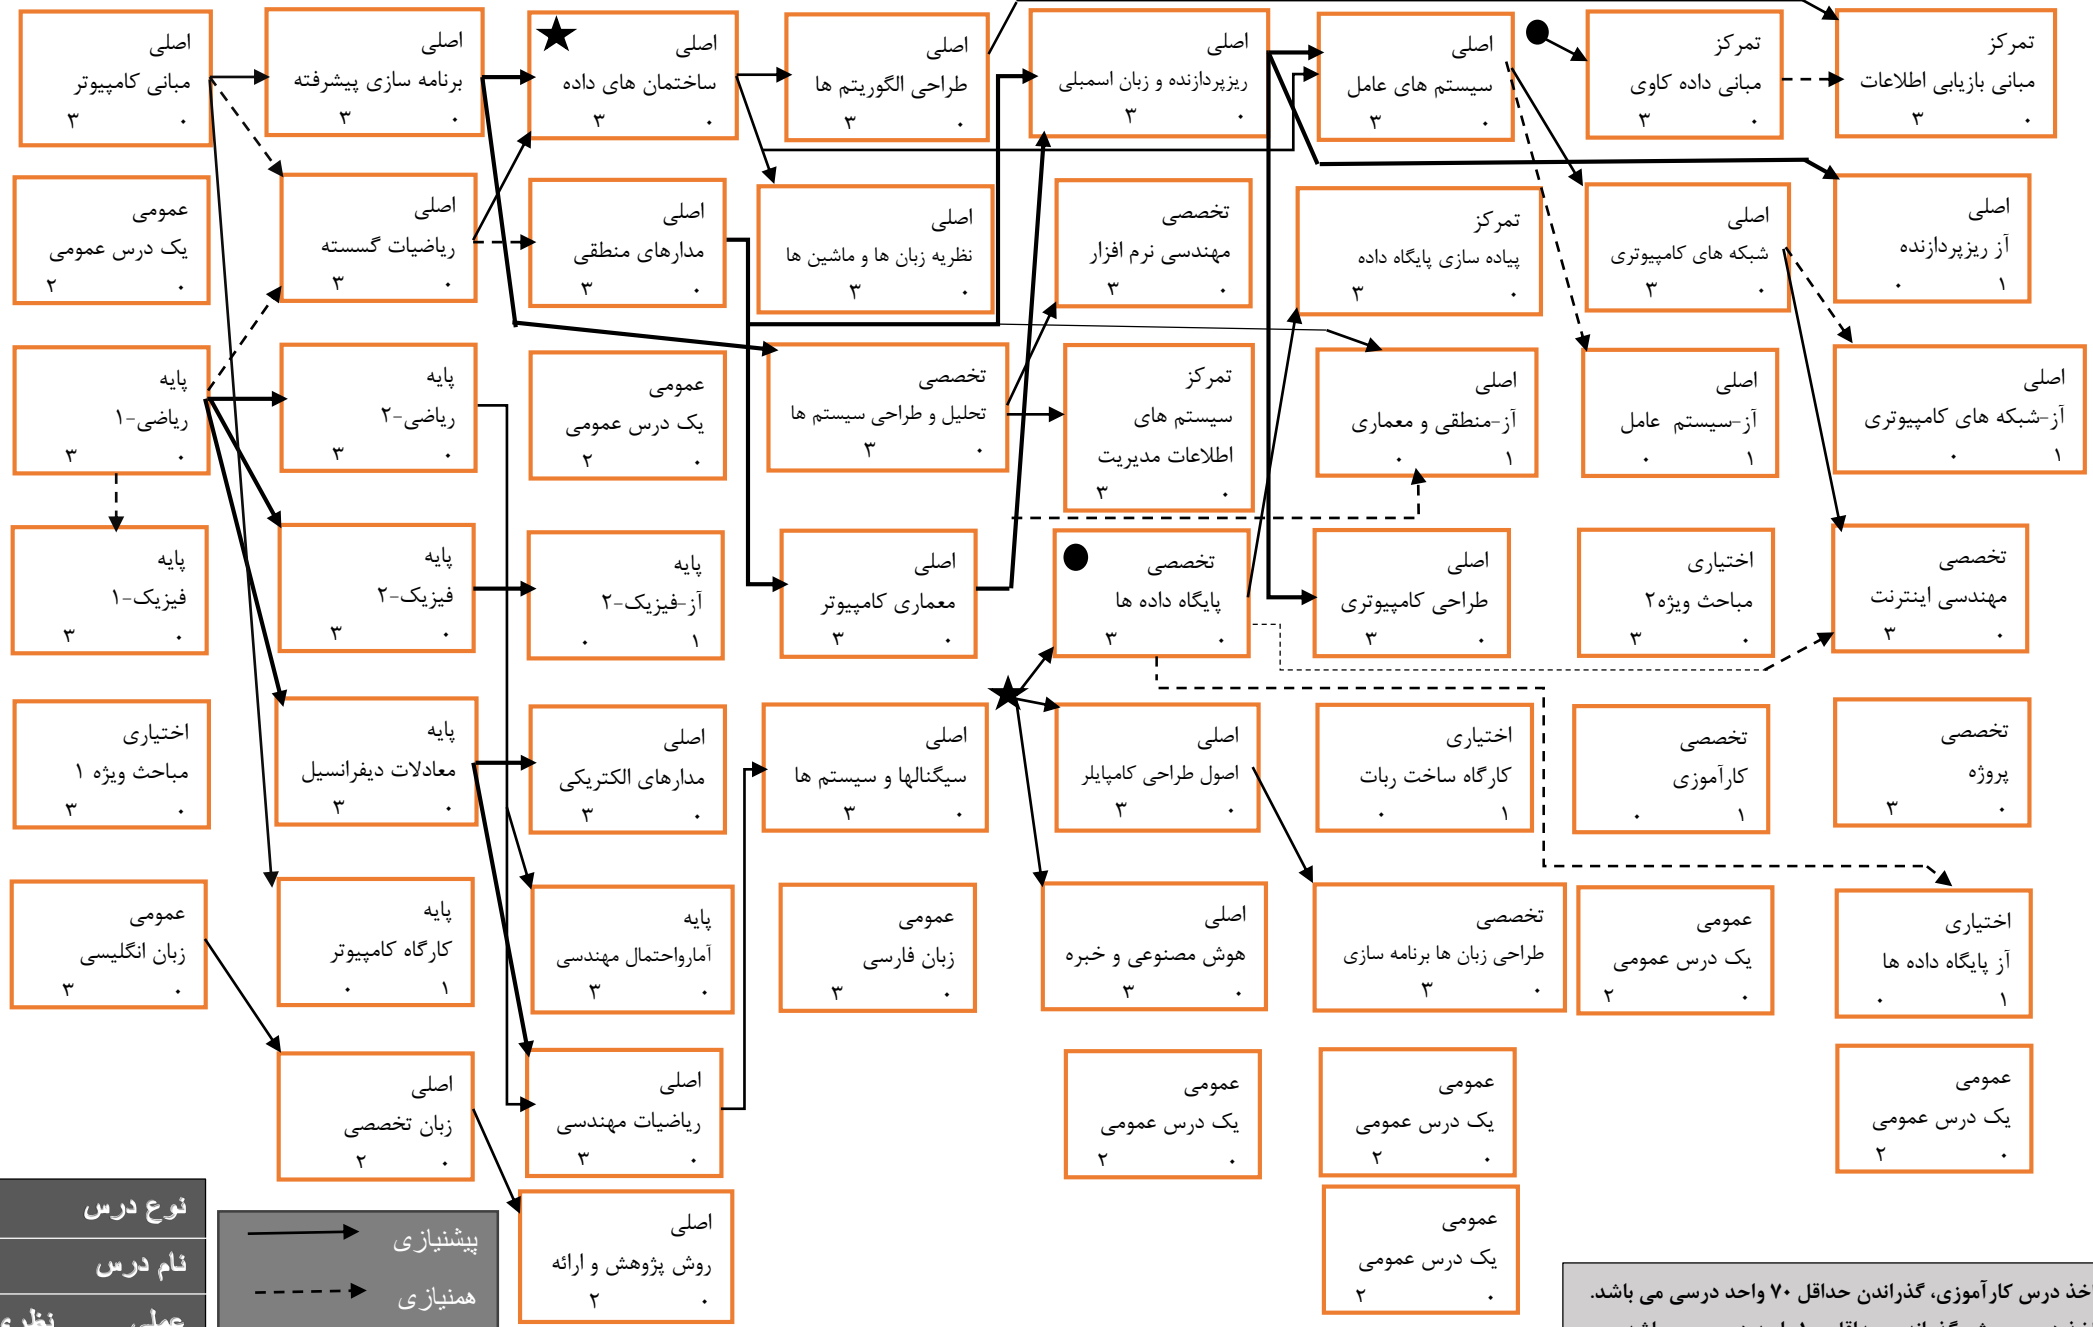 اصلی
مبانی کامپیوتر
۳ ۰
اصلی
برنامه سازی پیشرفته
۳ ۰
اصلی
ساختمان های داده
۳ ۰
اصلی
طراحی الگوریتم ها
۳ ۰
اصلی
ریزپردازنده و زبان اسمبلی
۳ ۰
اصلی
سیستم های عامل
۳ ۰
تمرکز
مبانی داده کاوی
۳ ۰
تمرکز
مبانی بازیابی اطلاعات
۳ ۰
عمومی
یک درس عمومی
۲ ۰
اصلی
ریاضیات گسسته
۳ ۰
اصلی
مدارهای منطقی
۳ ۰
اصلی
نظریه زبان ها و ماشین ها
۳ ۰
تخصصی
مهندسی نرم افزار
۳ ۰
تمرکز
پیاده سازی پایگاه داده
۳ ۰
اصلی
شبکه های کامپیوتری
۳ ۰
اصلی
آز ریزپردازنده
۰ ۱
پایه
ریاضی-۱
۳ ۰
پایه
ریاضی-۲
۳ ۰
عمومی
یک درس عمومی
۲ ۰
تخصصی
تحلیل و طراحی سیستم ها
۳ ۰
تمرکز
سیستم های
اطلاعات مدیریت
۳ ۰
اصلی
آز-منطقی و معماری
۰ ۱
اصلی
آز-سیستم عامل
۰ ۱
اصلی
آز-شبکه های کامپیوتری
۰ ۱
پایه
فیزیک-۱
۳ ۰
پایه
فیزیک-۲
۳ ۰
پایه
آز-فیزیک-۲
۰ ۱
اصلی
معماری کامپیوتر
۳ ۰
تخصصی
پایگاه داده ها
۳ ۰
اصلی
طراحی کامپیوتری
۳ ۰
اختیاری
مباحث ویژه۲
۳ ۰
تخصصی
مهندسی اینترنت
۳ ۰
اختیاری
مباحث ویژه ۱
۳ ۰
پایه
معادلات دیفرانسیل
۳ ۰
اصلی
مدارهای الکتریکی
۳ ۰
اصلی
سیگنالها و سیستم ها
۳ ۰
اصلی
اصول طراحی کامپایلر
۳ ۰
اختیاری
کارگاه ساخت ربات
۰ ۱
تخصصی
کارآموزی
۰ ۱
تخصصی
پروژه
۳ ۰
عمومی
زبان انگلیسی
۳ ۰
پایه
کارگاه کامپیوتر
۰ ۱
پایه
آمارواحتمال مهندسی
۳ ۰
عمومی
زبان فارسی
۳ ۰
اصلی
هوش مصنوعی و خبره
۳ ۰
تخصصی
طراحی زبان ها برنامه سازی
۳ ۰
عمومی
یک درس عمومی
۲ ۰
اختیاری
آز پایگاه داده ها
۰ ۱
اصلی
زبان تخصصی
۲ ۰
اصلی
ریاضیات مهندسی
۳ ۰
عمومی
یک درس عمومی
۲ ۰
عمومی
یک درس عمومی
۲ ۰
عمومی
یک درس عمومی
۲ ۰
اصلی
روش پژوهش و ارائه
۲ ۰
عمومی
یک درس عمومی
۲ ۰
نوع درس
نام درس
عملی
پیشنیازی
همنیازی
اخذ درس کارآموزی، گذراندن حداقل ۷۰ واحد درسی می باشد.